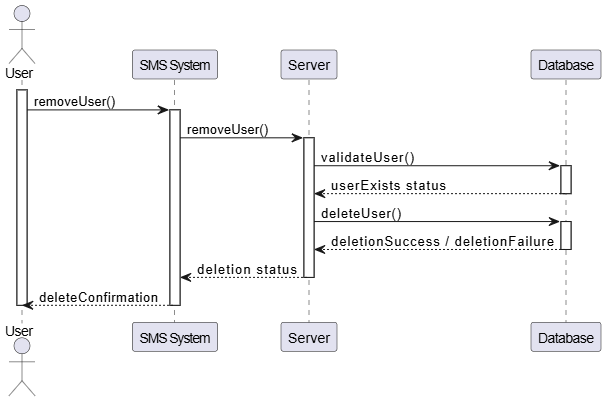 User
SMS System
Server
Database
removeUser()
removeUser()
validateUser()
userExists status
deleteUser()
deletionSuccess / deletionFailure
deletion status
deleteConfirmation
User
SMS System
Server
Database